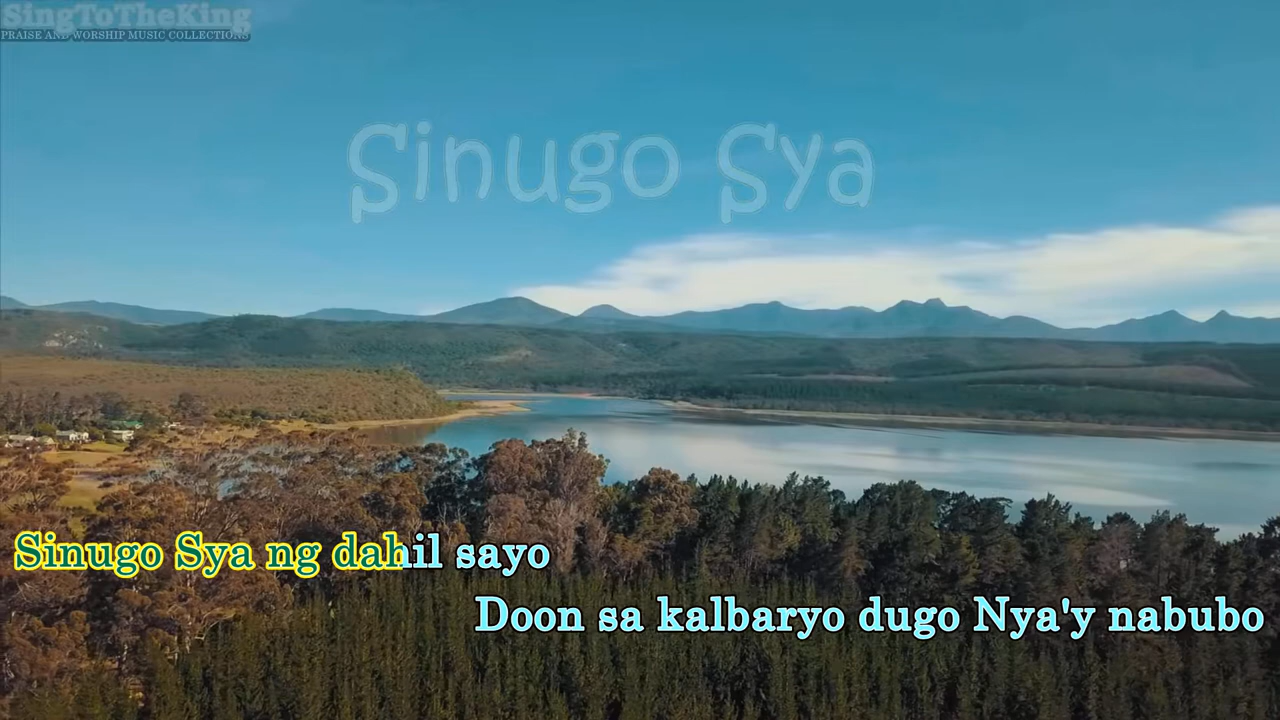 SingToTheKing
PRAISE AND WORSHIP MUSIC COLLECTIONS
Sinugo Sya
Sinugo Sya ng dahil sayo
Doon sa kalbaryo dugo Nya'y nabubo